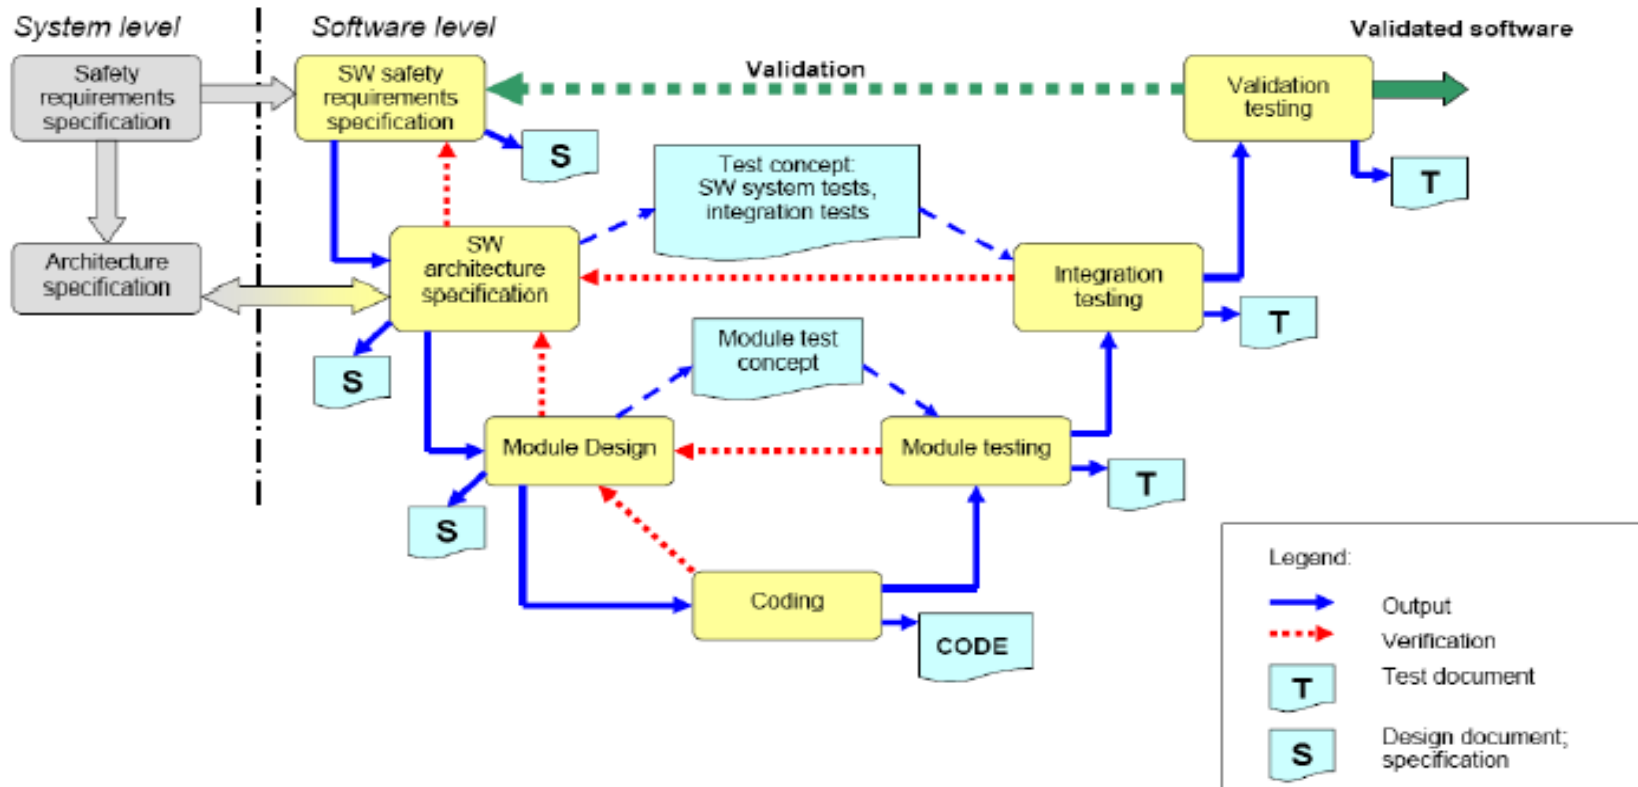 System level
Software level
Validated software
Safety
requirements
specification
SW safety
requirements
specification
Validation
Validation
testing
S
Test concept:
SW system tests,
integration tests
T
Architecture
specification
SW
architecture
specification
Integration
testing
T
S
Module test
concept
Module Design
Module testing
T
S
Coding
CODE
Legend:
Output
Verification
T
Test document
S
Design document;
specification